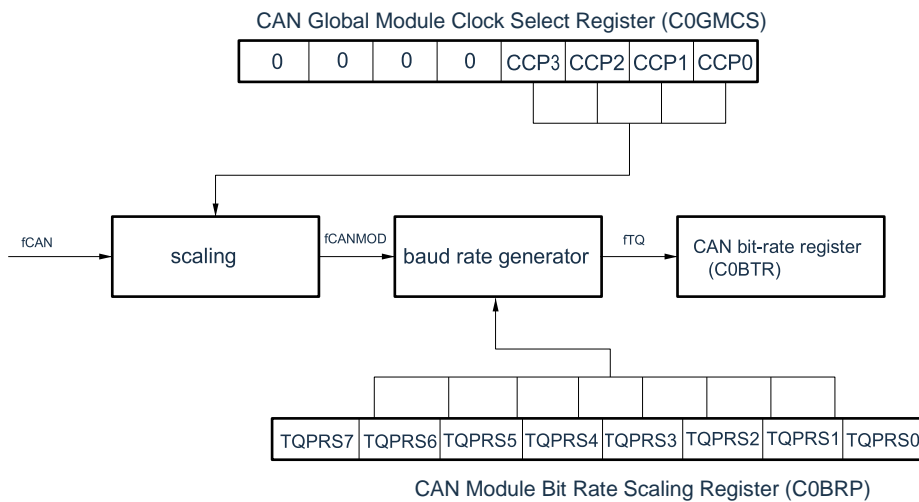 CAN Global Module Clock Select Register (C0GMCS)
0 0 0 0 CCP3 CCP2 CCP1 CCP0
fCAN
scaling
fCANMOD
baud rate generator
fTQ
CAN bit-rate register
(C0BTR)
TQPRS7 TQPRS6 TQPRS5 TQPRS4 TQPRS3 TQPRS2 TQPRS1 TQPRS0
CAN Module Bit Rate Scaling Register (C0BRP)